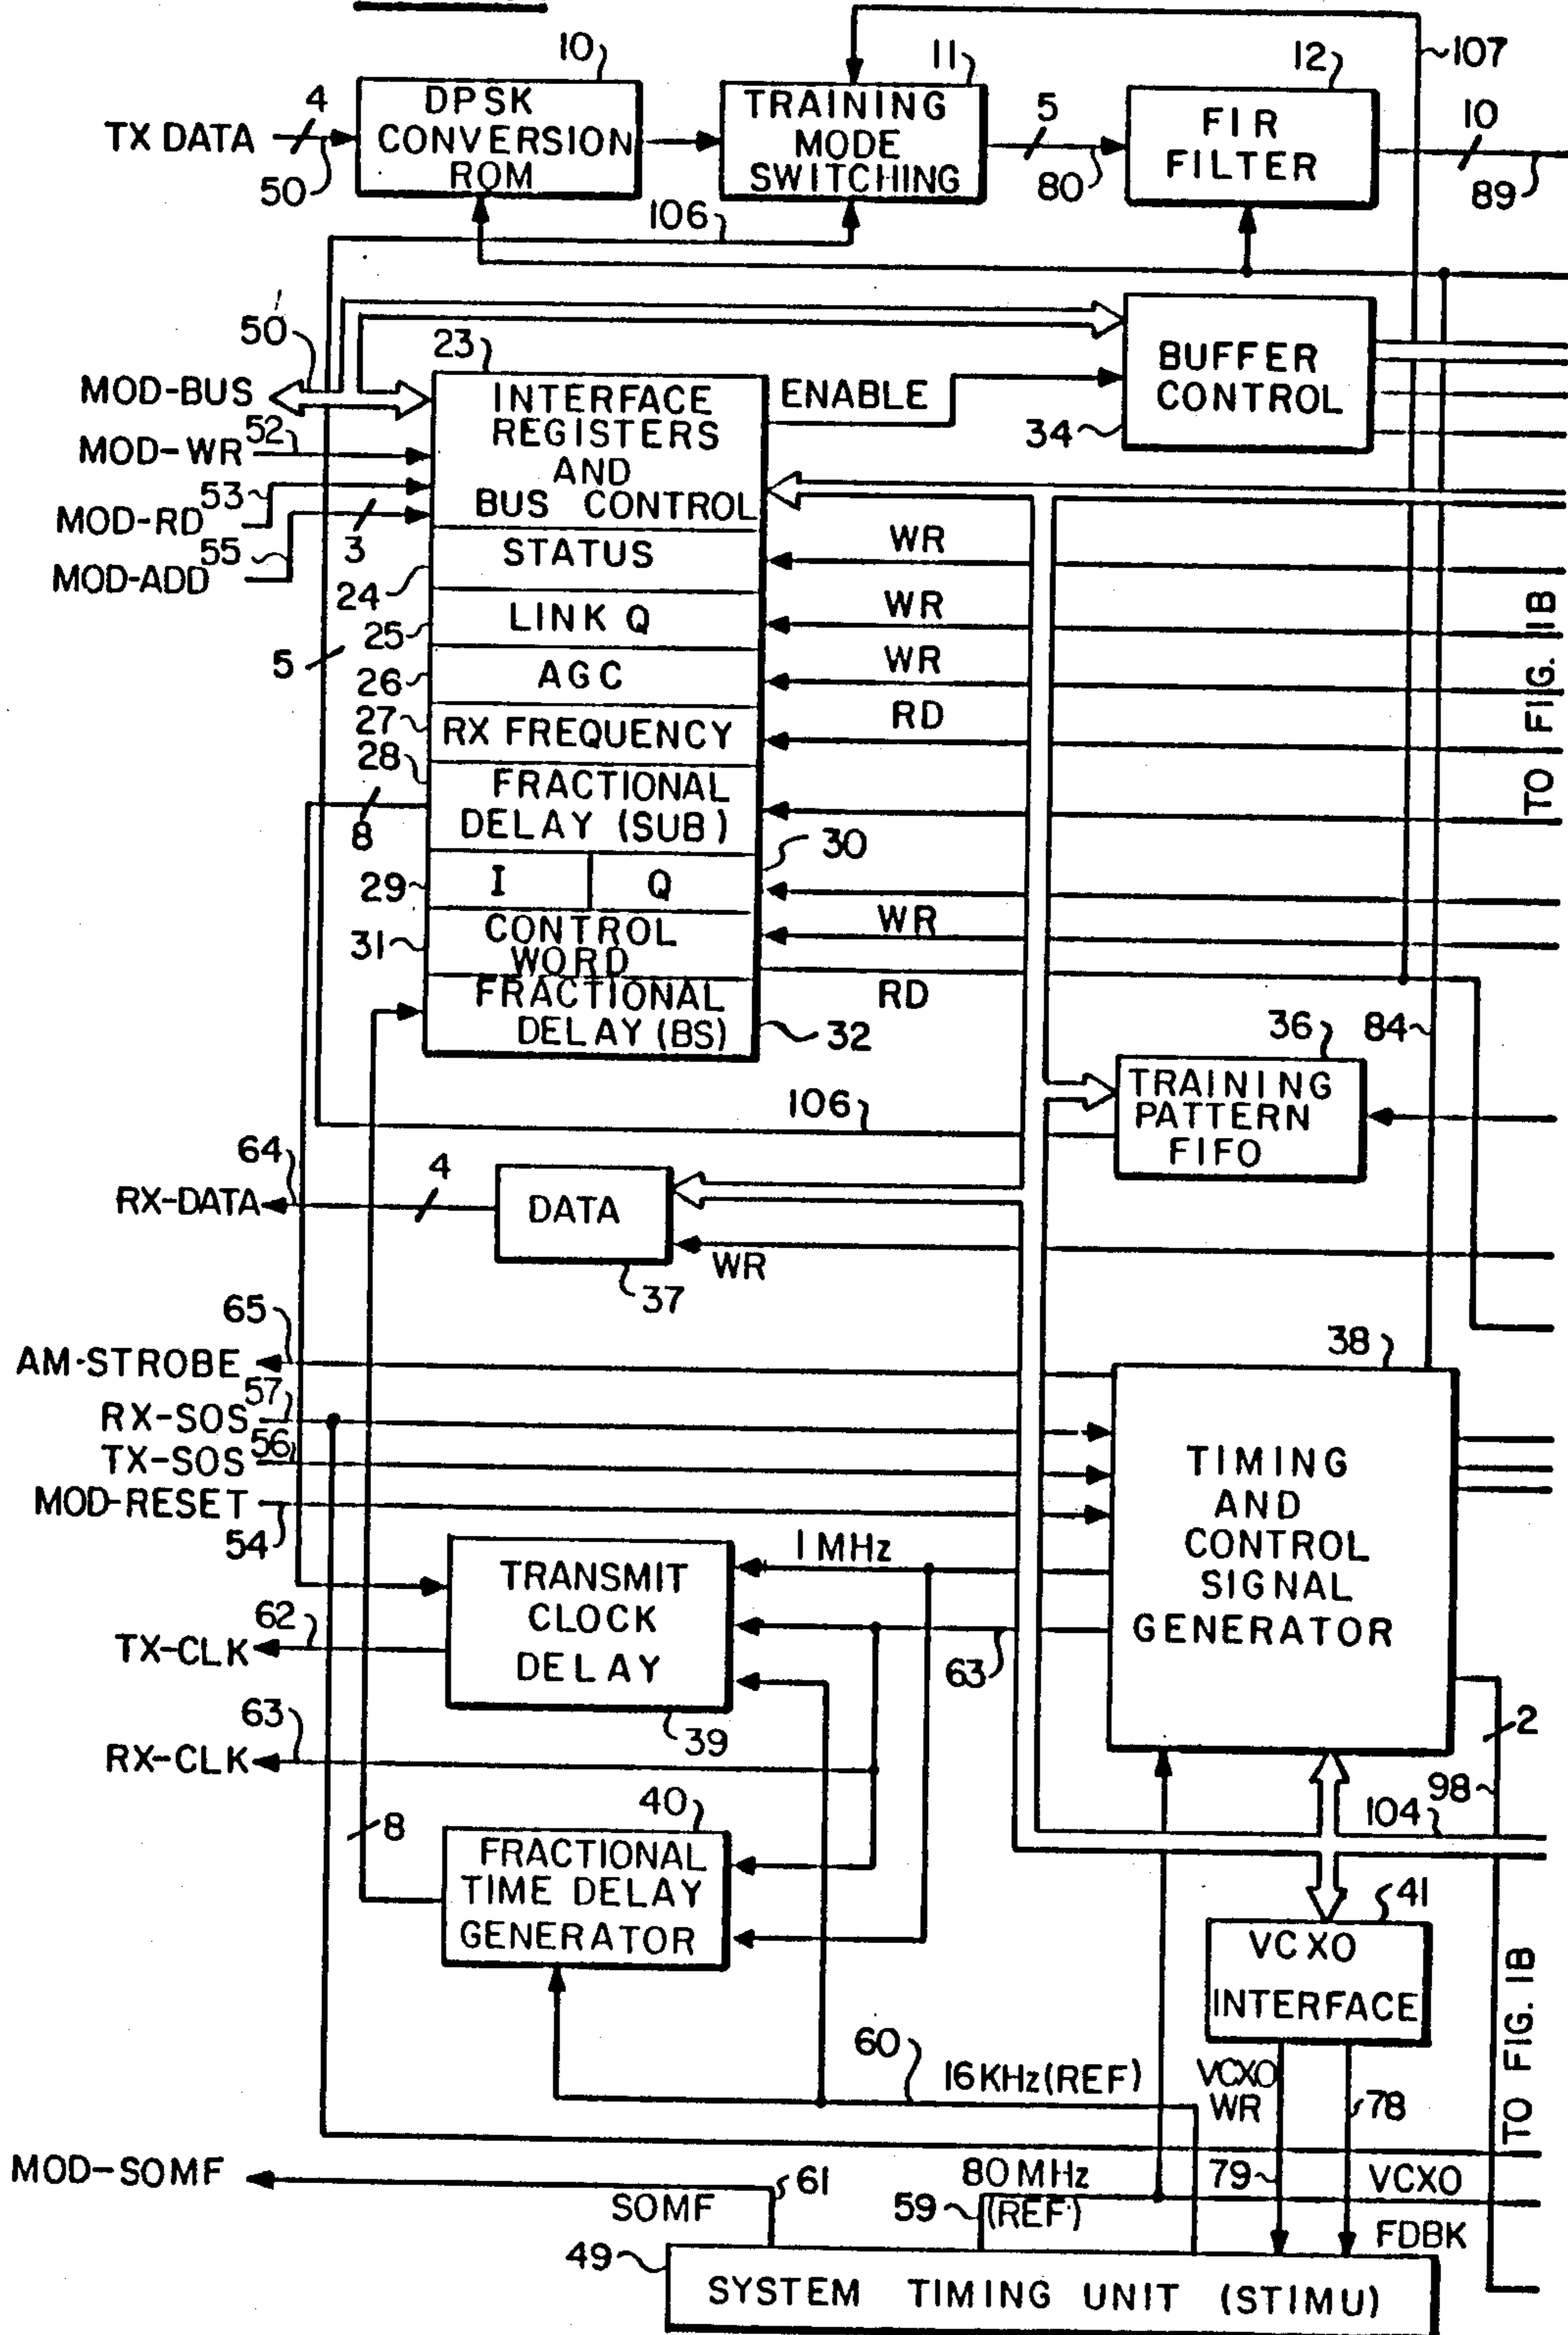 10
11
12
107
TX DATA
4
50
DPSK
CONVERSION
ROM
TRAINING
MODE
SWITCHING
5
80
FIR
FILTER
10
89
106
50'
23
MOD-BUS
MOD-WR
52
MOD-RD
53
3
MOD-ADD
55
INTERFACE
REGISTERS
AND
BUS CONTROL
ENABLE
BUFFER
CONTROL
34
STATUS
WR
24
LINK Q
WR
25
5
AGC
WR
26
RX FREQUENCY
RD
27
28
FRACTIONAL
DELAY (SUB)
8
30
29
I
Q
31
CONTROL
WORD
WR
RD
FRACTIONAL
DELAY (BS)
32
TO FIG. 1B
36
84
TRAINING
PATTERN
FIFO
106
64
RX-DATA
4
DATA
WR
37
65
AM-STROBE
38
57
RX-SOS
56
TX-SOS
MOD-RESET
54
TIMING
AND
CONTROL
SIGNAL
GENERATOR
1 MHz
TRANSMIT
CLOCK
DELAY
62
TX-CLK
63
63
RX-CLK
39
2
98
104
40
8
FRACTIONAL
TIME DELAY
GENERATOR
41
VCXO
INTERFACE
TO FIG. 1B
60
16KHz(REF)
VCXO
WR
78
MOD-SOMF
SOMF
61
80 MHz
(REF)
59
79
VCXO
FDBK
49
SYSTEM TIMING UNIT (STIMU)